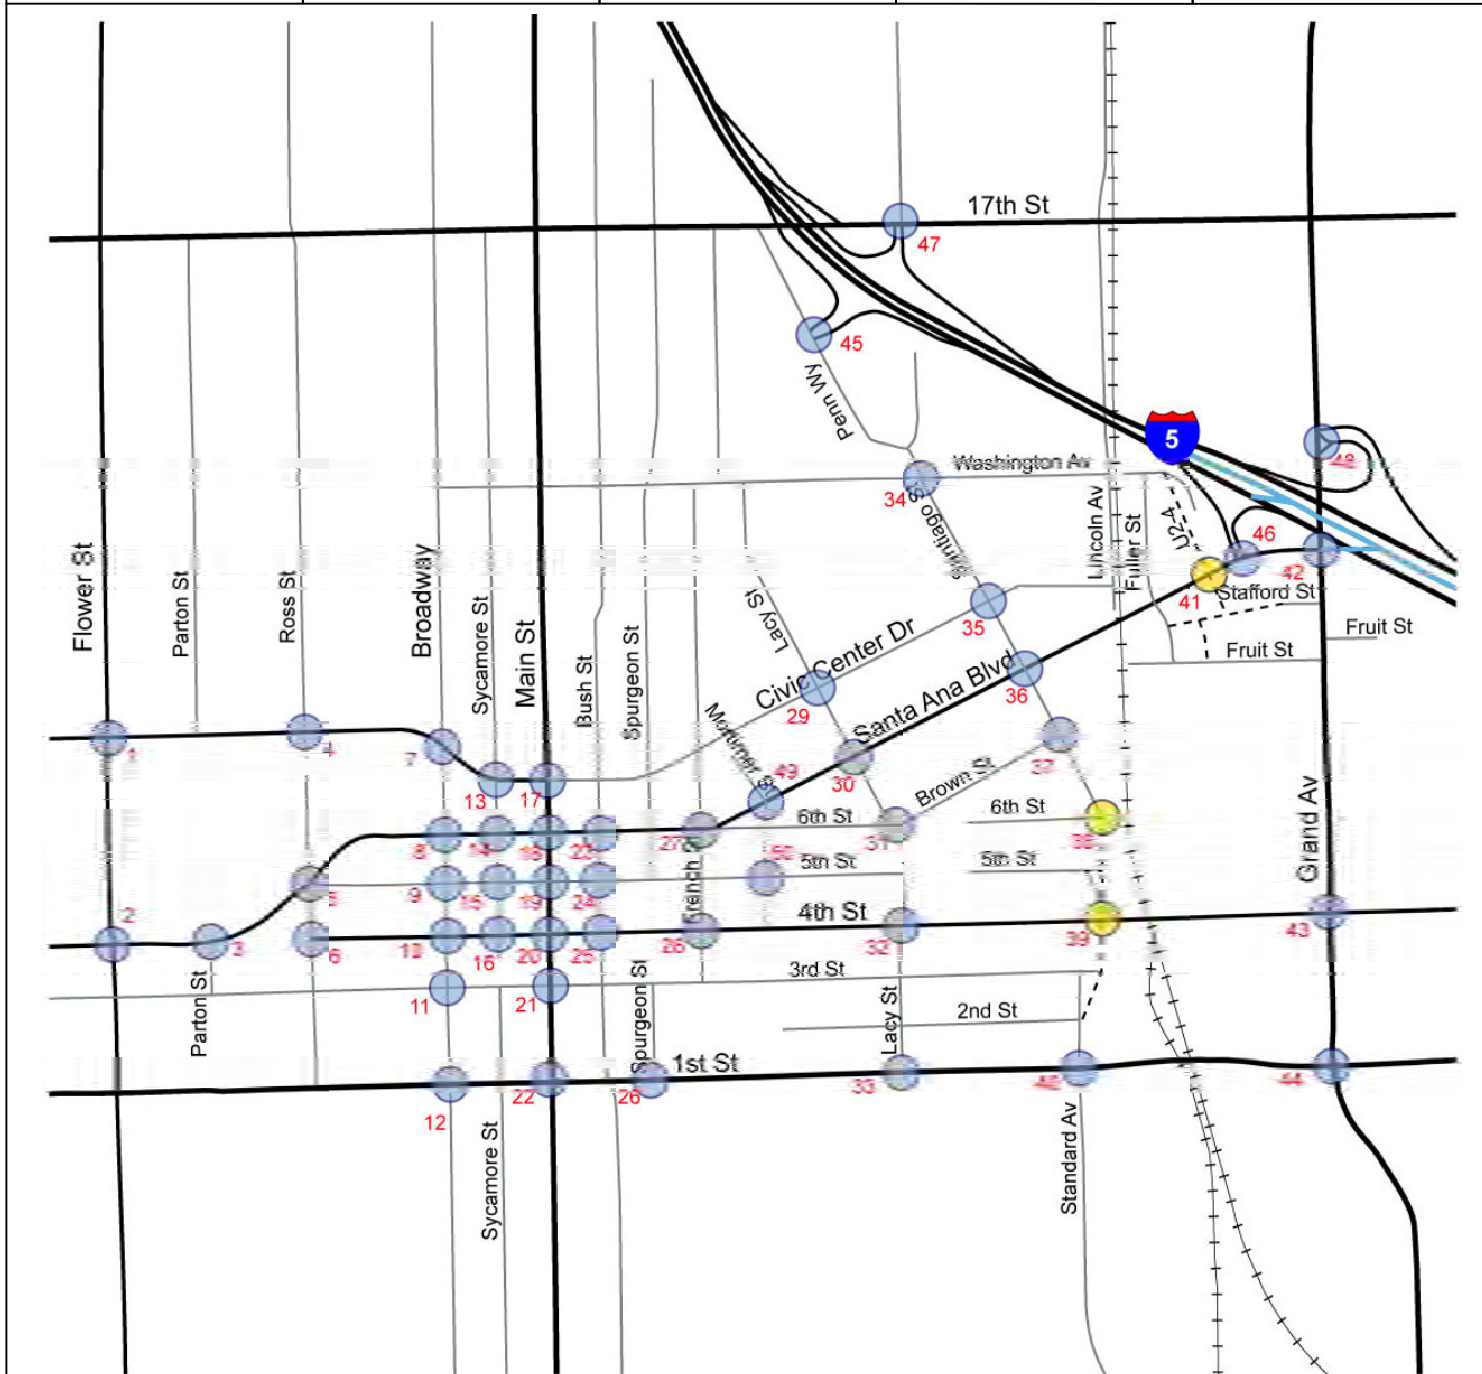 17th St
47
45
Penn Wy
5
Washington Av
34
Santiago S
Lincoln Av
Fuller St
46
42
41
Stafford St
Fruit St
Fruit St
Flower St
Parton St
Ross St
Broadway
Sycamore St
Main St
Bush St
Spurgeon St
Lacy St
35
Civic Center Dr
29
Santa Ana Blvd
36
49
30
37
Brown
1
4
7
13
17
6th St
6th St
31
5th St
5th St
9
Grand Av
2
3
6
4th St
39
43
10
16
20
25
32
3rd St
Parton St
11
21
Spurgeon St
Lacy St
2nd St
1st St
12
22
26
33
44
Sycamore St
Standard Av